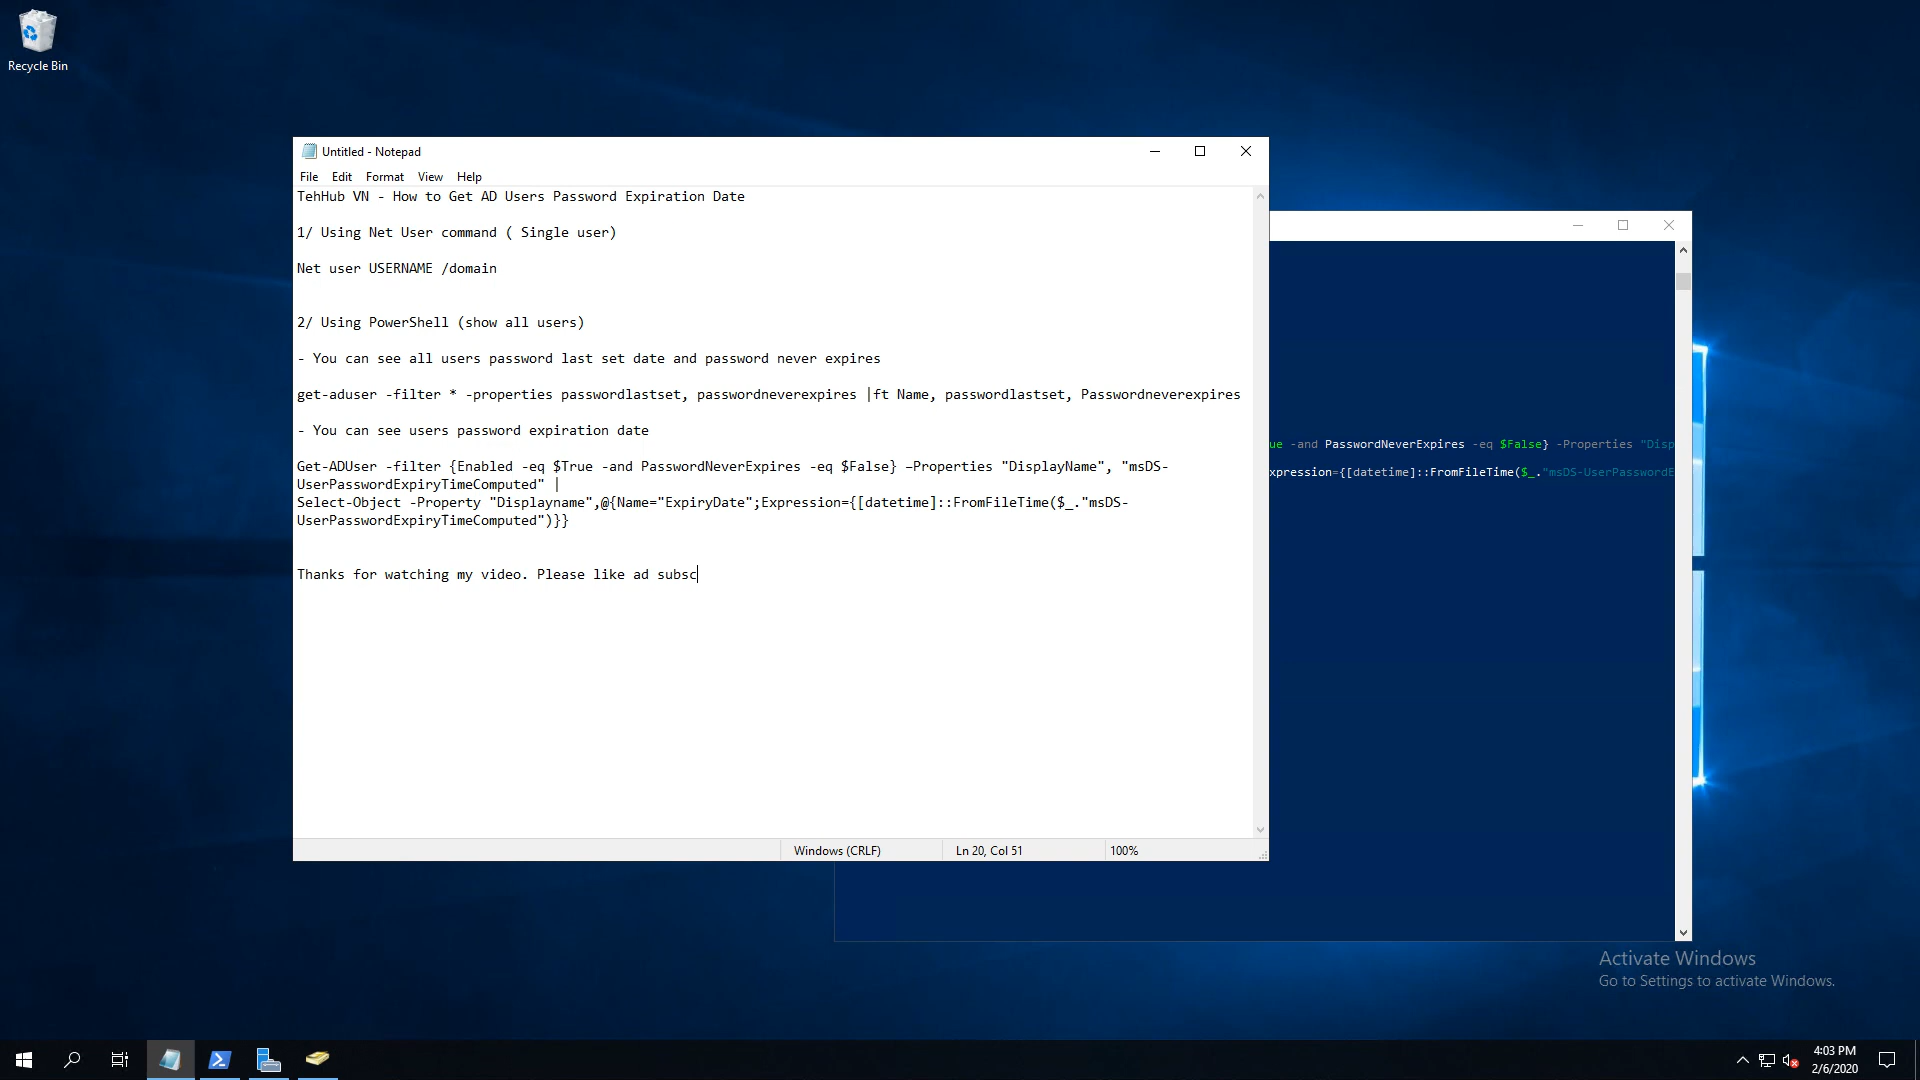 Recycle Bin
Untitled - Notepad
File Edit Format View Help
TehHub VN - How to Get AD Users Password Expiration Date
1/ Using Net User command ( Single user)
Net user USERNAME /domain
2/ Using PowerShell (show all users)
- You can see all users password last set date and password never expires
get-aduser -filter * -properties passwordlastset, passwordneverexpires |ft Name, passwordlastset, Passwordneverexpires
- You can see users password expiration date
Get-ADUser -filter {Enabled -eq $True -and PasswordNeverExpires -eq $False} –Properties "DisplayName", "msDS-
UserPasswordExpiryTimeComputed" |
Select-Object -Property "Displayname",@{Name="ExpiryDate";Expression={[datetime]::FromFileTime($_."msDS-
UserPasswordExpiryTimeComputed")}}
Thanks for watching my video. Please like ad subsc
Windows (CRLF) Ln 20, Col 51 100%
ue -and PasswordNeverExpires -eq $False} -Properties "Disp
xpression={[datetime]::FromFileTime($_."msDS-UserPasswordE
Activate Windows
Go to Settings to activate Windows.
4:03 PM
2/6/2020